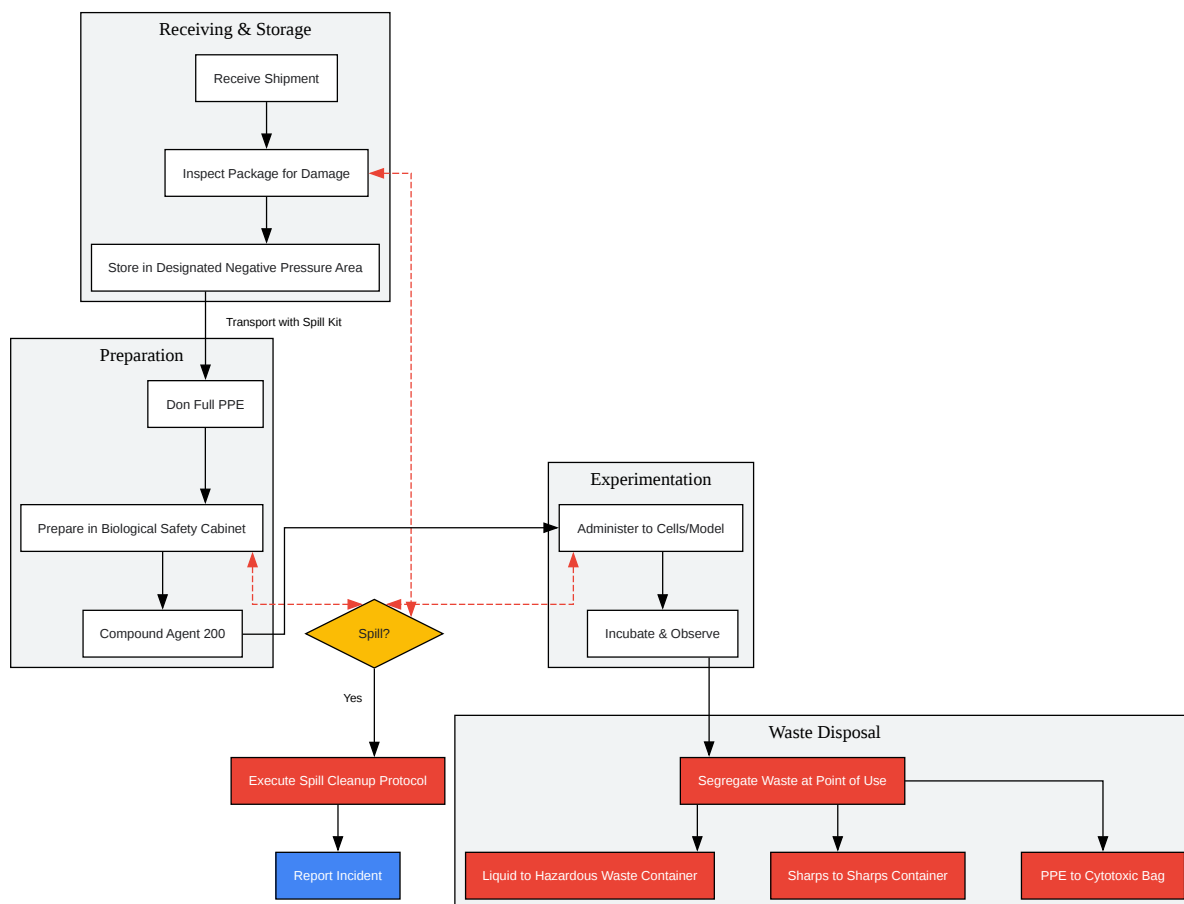 Receiving & Storage
Receive Shipment
Inspect Package for Damage
Store in Designated Negative Pressure Area
Transport with Spill Kit
Preparation
Don Full PPE
Prepare in Biological Safety Cabinet
Compound Agent 200
Experimentation
Administer to Cells/Model
Incubate & Observe
Spill?
Yes
Execute Spill Cleanup Protocol
Report Incident
Waste Disposal
Segregate Waste at Point of Use
Liquid to Hazardous Waste Container
Sharps to Sharps Container
PPE to Cytotoxic Bag